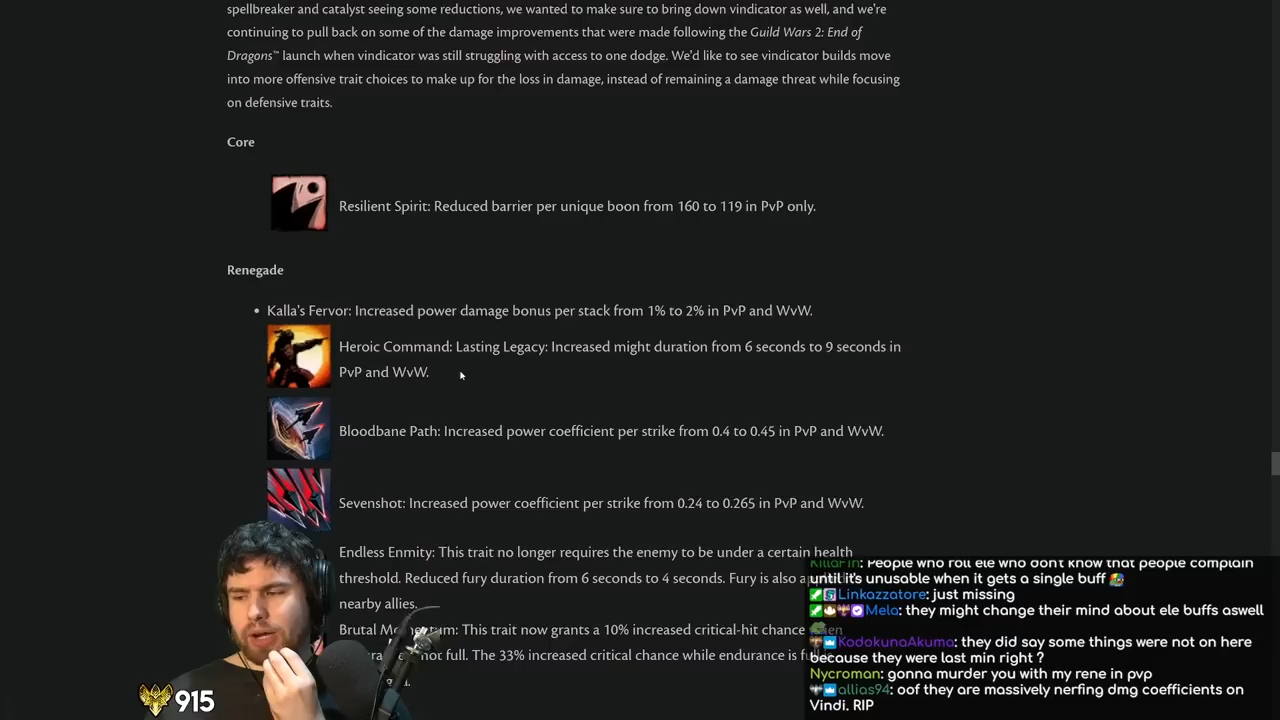 spellbreaker and catalyst seeing some reductions, we wanted to make sure to bring down vindicator as well, and we're
continuing to pull back on some of the damage improvements that were made following the Guild Wars 2: End of
Dragons™ launch when vindicator was still struggling with access to one dodge. We'd like to see vindicator builds move
into more offensive trait choices to make up for the loss in damage, instead of remaining a damage threat while focusing
on defensive traits.
Core
Resilient Spirit: Reduced barrier per unique boon from 160 to 119 in PvP only.
Renegade
• Kalla's Fervor: Increased power damage bonus per stack from 1% to 2% in PvP and WvW.
Heroic Command: Lasting Legacy: Increased might duration from 6 seconds to 9 seconds in
PvP and WvW.
Bloodbane Path: Increased power coefficient per strike from 0.4 to 0.45 in PvP and WvW.
Sevenshot: Increased power coefficient per strike from 0.24 to 0.265 in PvP and WvW.
Endless Enmity: This trait no longer requires the enemy to be under a certain health
threshold. Reduced fury duration from 6 seconds to 4 seconds. Fury is also
nearby allies.
Brutal This trait now grants a 10% increased critical-hit chance
not full. The 33% increased critical chance while endurance is
KillaFin: People who roll ele who don't know that people complain
until it's unusable when it gets a single buff
Linkazzatore: just missing
Mela: they might change their mind about ele buffs aswell
KodokunaAkuma: they did say some things were not on here
because they were last min right ?
Nycroman: gonna murder you with my rene in pvp
allias94: oof they are massively nerfing dmg coefficients on
Vindi. RIP
915